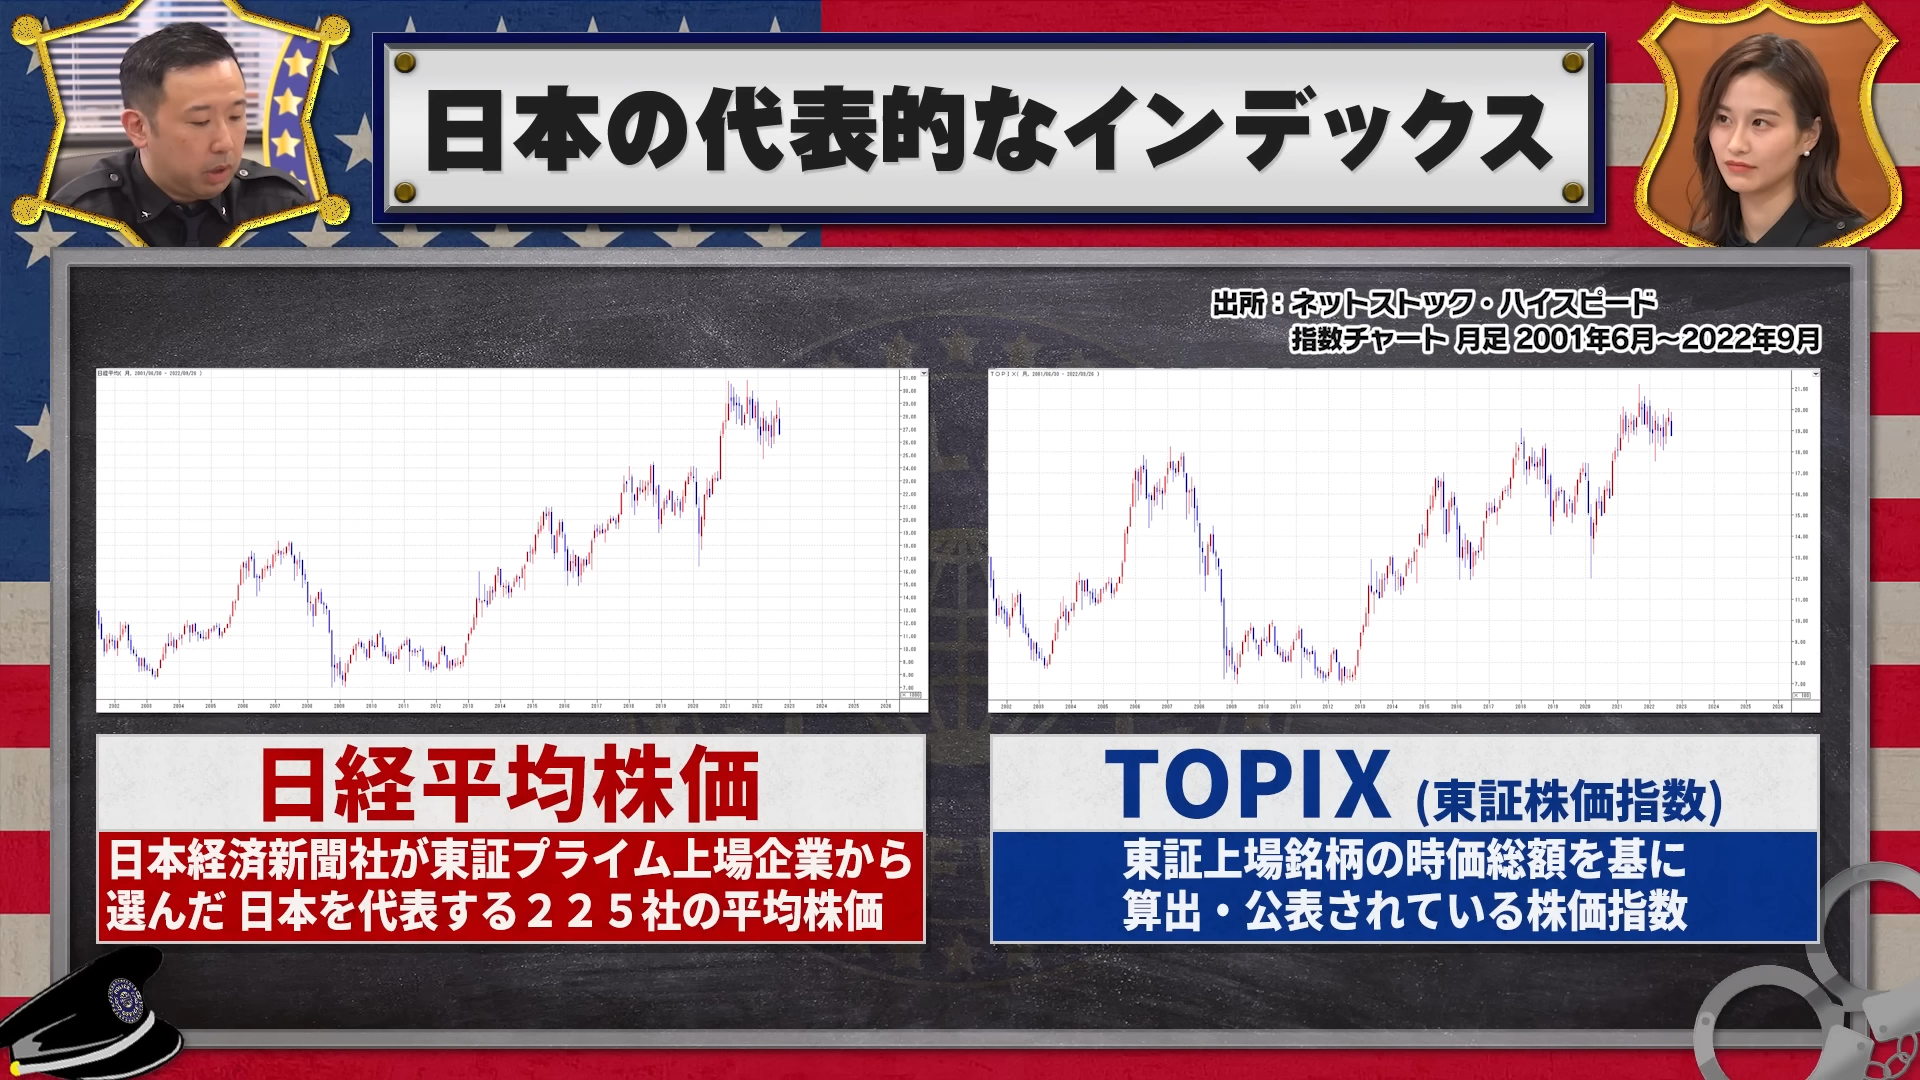 日本の代表的なインデックス
出所：ネットストック・ハイスピード
指数チャート 月足 2001年6月～2022年9月
日経平均株価
日本経済新聞社が東証プライム上場企業から
選んだ 日本を代表する２２５社の平均株価
TOPIX (東証株価指数)
東証上場銘柄の時価総額を基に
算出・公表されている株価指数